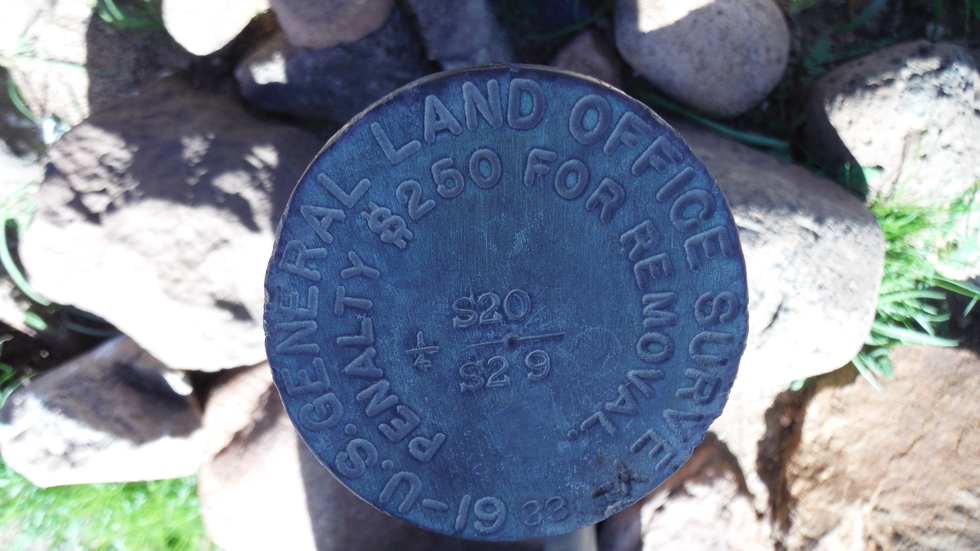 U.S. GENERAL LAND OFFICE SURVEY
PENALTY $250 FOR REMOVAL.
S20
1/4
S29
1933